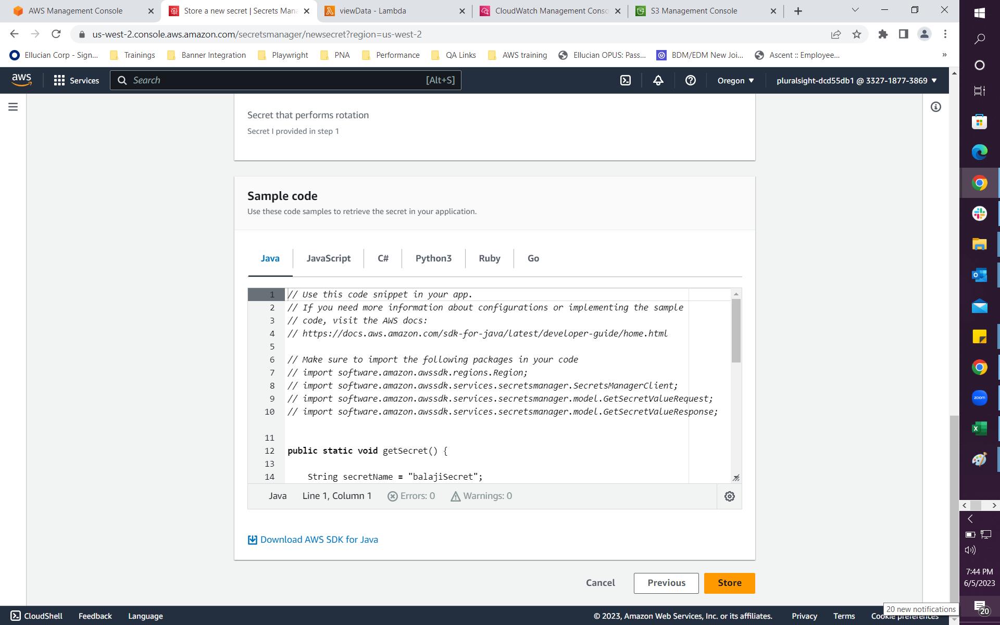 AWS Management Console
Store a new secret | Secrets Mana
viewData - Lambda
CloudWatch Management Conso
S3 Management Console
us-west-2.console.aws.amazon.com/secretsmanager/newsecret?region=us-west-2
Ellucian Corp - Sign...
Trainings
Banner Integration
Playwright
PNA
Performance
QA Links
AWS training
Ellucian OPUS: Pass...
BDM/EDM New Joi...
Ascent :: Employee...
»
aws
Services
Search
[Alt+S]
Oregon
pluralsight-dcd55db1 @ 3327-1877-3869
Secret that performs rotation
Secret I provided in step 1
Sample code
Use these code samples to retrieve the secret in your application.
Java
JavaScript
C#
Python3
Ruby
Go
1 // Use this code snippet in your app.
2 // If you need more information about configurations or implementing the sample
3 // code, visit the AWS docs:
4 // https://docs.aws.amazon.com/sdk-for-java/latest/developer-guide/home.html
5
6 // Make sure to import the following packages in your code
7 // import software.amazon.awssdk.regions.Region;
8 // import software.amazon.awssdk.services.secretsmanager.SecretsManagerClient;
9 // import software.amazon.awssdk.services.secretsmanager.model.GetSecretValueRequest;
10 // import software.amazon.awssdk.services.secretsmanager.model.GetSecretValueResponse;
11
12 public static void getSecret() {
13
14 String secretName = "balajiSecret";
Java
Line 1, Column 1
Errors: 0
Warnings: 0
Download AWS SDK for Java
Cancel
Previous
Store
CloudShell
Feedback
Language
© 2023, Amazon Web Services, Inc. or its affiliates.
Privacy
Terms
Cookie preferences
20 new notifications
zoom
7:44 PM
6/5/2023
20